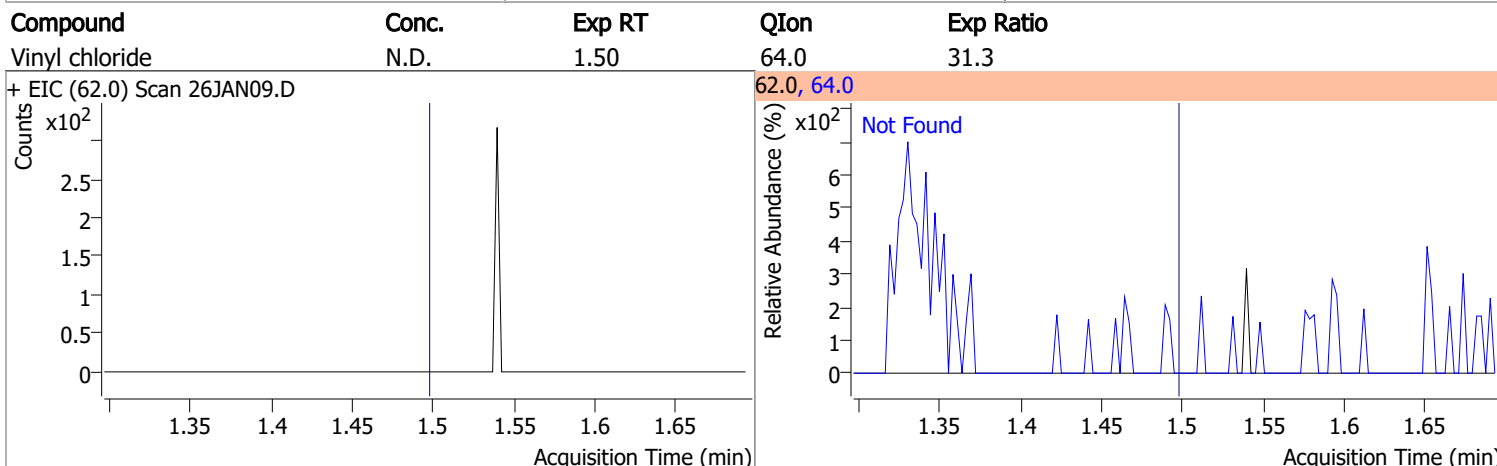 Compound Conc. Exp RT QIon Exp Ratio
Vinyl chloride N.D. 1.50 64.0 31.3
+ EIC (62.0) Scan 26JAN09.D
62.0, 64.0
Counts
x10²
2.5
2
1.5
1
0.5
0
1.35 1.4 1.45 1.5 1.55 1.6 1.65
Acquisition Time (min)
Relative Abundance (%)
x10²
Not Found
6
5
4
3
2
1
0
1.35 1.4 1.45 1.5 1.55 1.6 1.65
Acquisition Time (min)